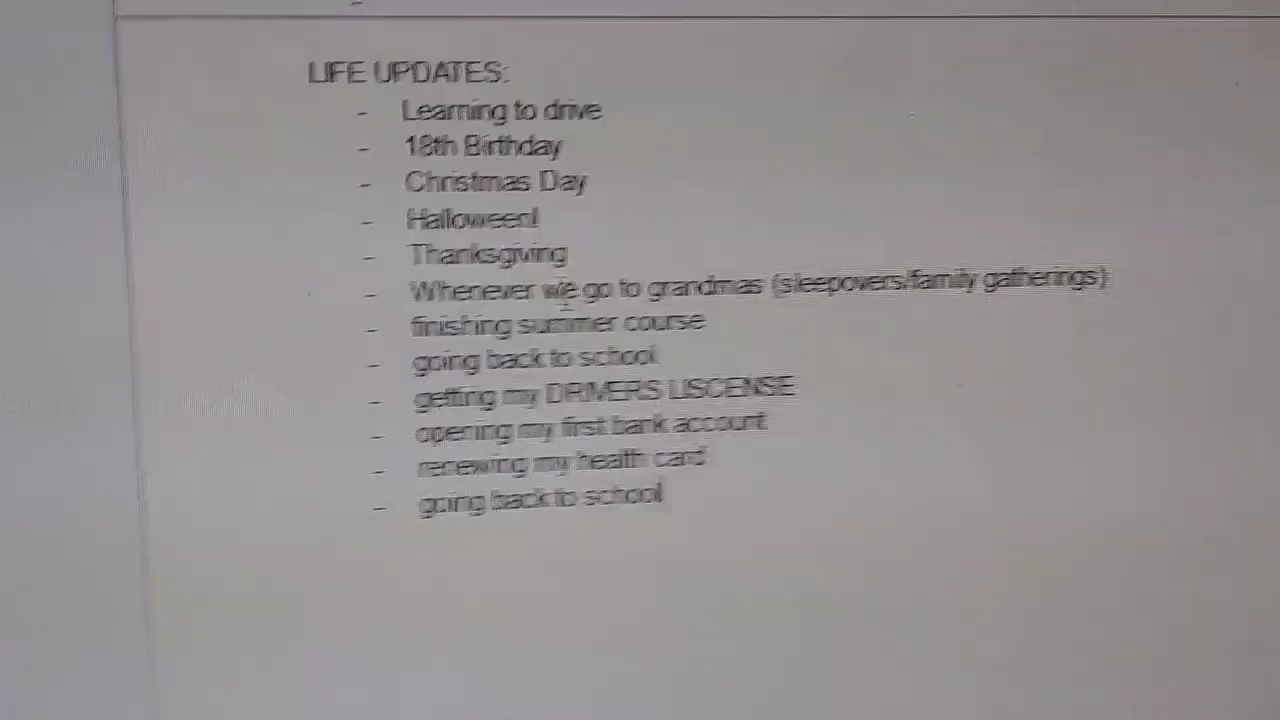 LIFE UPDATES:
- Learning to drive
- 18th Birthday
- Christmas Day
- Halloween!
- Thanksgiving
- Whenever we go to grandmas (sleepovers/family gatherings)
- finishing summer course
- going back to school
- getting my DRIVERS LISCENSE
- opening my first bank account
- renewing my health card
- going back to school